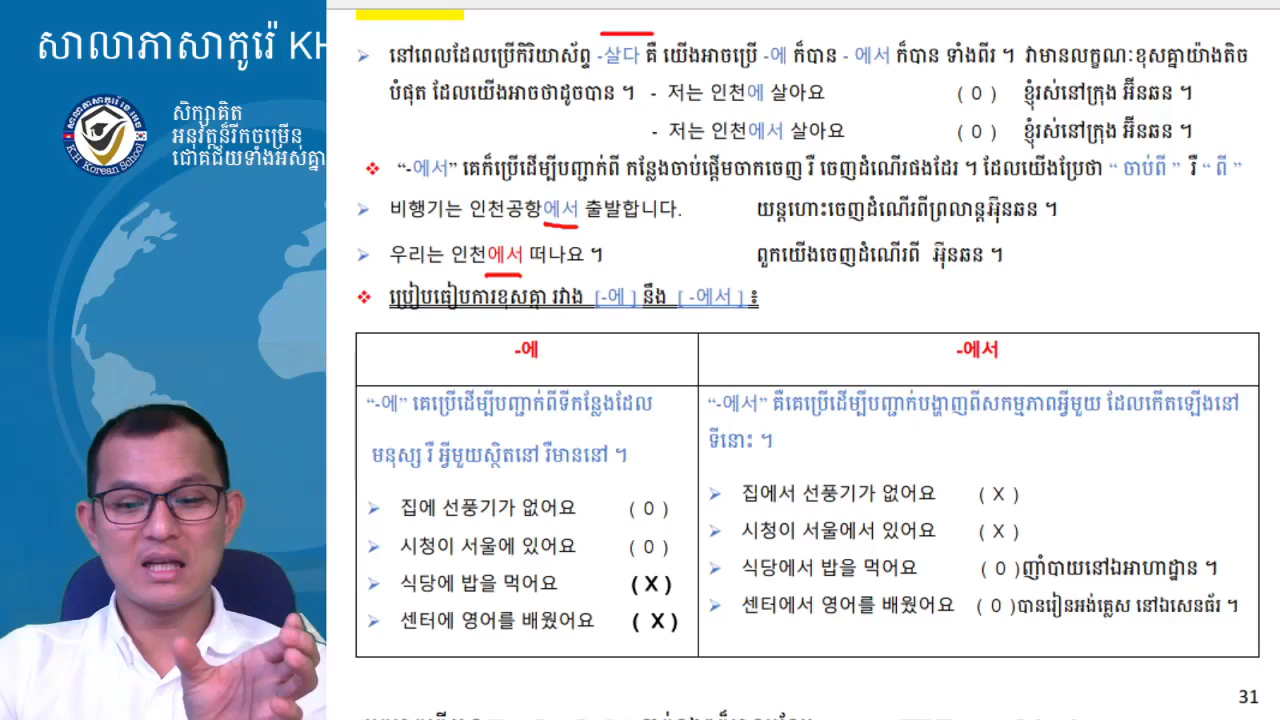 សាលាភាសាកូរ៉េ KH
សិក្សាគិត
អនុវត្តន៍រីកចម្រើន
ជោគជ័យទាំងអស់គ្នា
K.H Korean School
នៅពេលដែលប្រើកិរិយាស័ព្ទ -살다 គឺ យើងអាចប្រើ -에 ក៏បាន - 에서 ក៏បាន ទាំងពីរ ។ វាមានលក្ខណៈខុសគ្នាយ៉ាងតិច
បំផុត ដែលយើងអាចថាដូចបាន ។ - 저는 인천에 살아요 ( O ) ខ្ញុំរស់នៅក្រុង អ៊ីនឆន ។
- 저는 인천에서 살아요 ( O ) ខ្ញុំរស់នៅក្រុង អ៊ីនឆន ។
“-에서” គេក៏ប្រើដើម្បីបញ្ជាក់ពី កន្លែងចាប់ផ្តើមចាកចេញ រឺ ចេញដំណើរផងដែរ ។ ដែលយើងប្រែថា “ ចាប់ពី ” រឺ “ ពី ”
비행기는 인천공항에서 출발합니다. យន្តហោះចេញដំណើរពីព្រលានអ៊ីនឆន ។
우리는 인천에서 떠나요 ។ ពួកយើងចេញដំណើរពី អ៊ីនឆន ។
ប្រៀបធៀបការខុសគ្នា រវាង [-에 ] នឹង [ -에서 ] ៖
-에 -에서
“-에” គេប្រើដើម្បីបញ្ជាក់ពីទីកន្លែងដែល
មនុស្ស រឺ អ្វីមួយស្ថិតនៅ រឺមាននៅ ។
집에 선풍기가 없어요 ( O )
시청이 서울에 있어요 ( O )
식당에 밥을 먹어요 ( X )
센터에 영어를 배웠어요 ( X )
“-에서” គឺគេប្រើដើម្បីបញ្ជាក់បង្ហាញពីសកម្មភាពអ្វីមួយ ដែលកើតឡើងនៅ
ទីនោះ ។
집에서 선풍기가 없어요 ( X )
시청이 서울에서 있어요 ( X )
식당에서 밥을 먹어요 ( O )ញ៉ាំបាយនៅឯអាហាដ្ឋាន ។
센터에서 영어를 배웠어요 ( O )បានរៀនអង់គ្លេស នៅឯសេនធ័រ ។
31